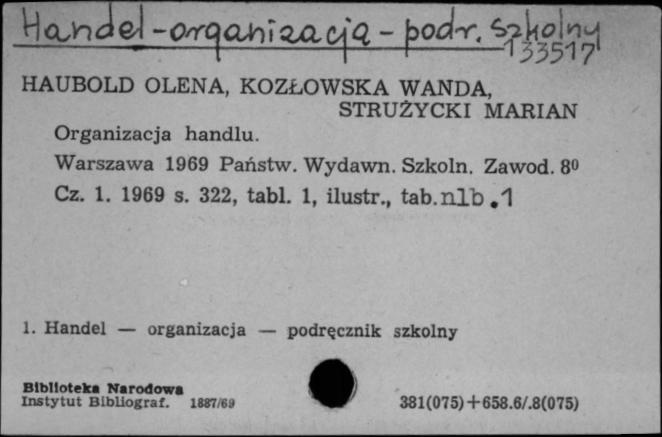 Handel-organizacja - podr. szkolny
133517
HAUBOLD OLENA, KOZŁOWSKA WANDA,
STRUŻYCKI MARIAN
Organizacja handlu.
Warszawa 1969 Państw. Wydawn. Szkoln. Zawod. 8⁰
Cz. 1. 1969 s. 322, tabl. 1, ilustr., tab. nlb. 1
1. Handel — organizacja — podręcznik szkolny
Biblioteka Narodowa
Instytut Bibliograf. 1887/69
381(075)+658.6/.8(075)